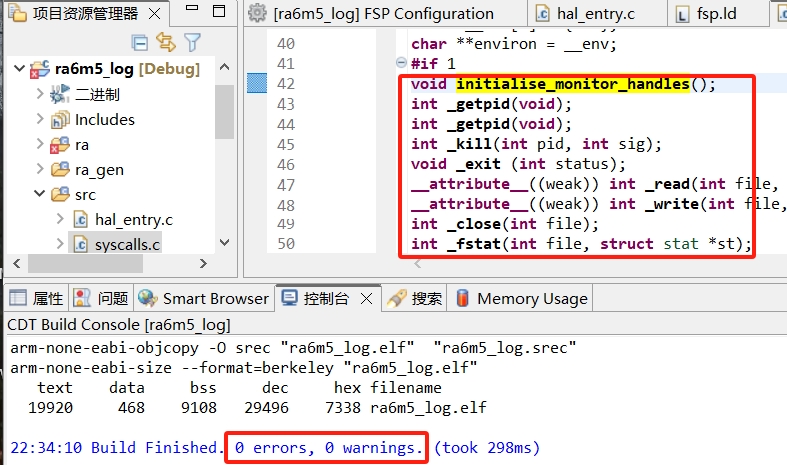 项目资源管理器
ra6m5_log [Debug]
二进制
Includes
ra
ra_gen
src
hal_entry.c
syscalls.c
[ra6m5_log] FSP Configuration
hal_entry.c
fsp.ld
40
41 char **environ = __env;
41 #if 1
42 void initialise_monitor_handles();
43 int _getpid(void);
44 int _getpid(void);
45 int _kill(int pid, int sig);
46 void _exit (int status);
47 __attribute__((weak)) int _read(int file,
48 __attribute__((weak)) int _write(int file,
49 int _close(int file);
50 int _fstat(int file, struct stat *st);
属性
问题
Smart Browser
控制台
搜索
Memory Usage
CDT Build Console [ra6m5_log]
arm-none-eabi-objcopy -O srec "ra6m5_log.elf" "ra6m5_log.srec"
arm-none-eabi-size --format=berkeley "ra6m5_log.elf"
text data bss dec hex filename
19920 468 9108 29496 7338 ra6m5_log.elf
22:34:10 Build Finished. 0 errors, 0 warnings. (took 298ms)